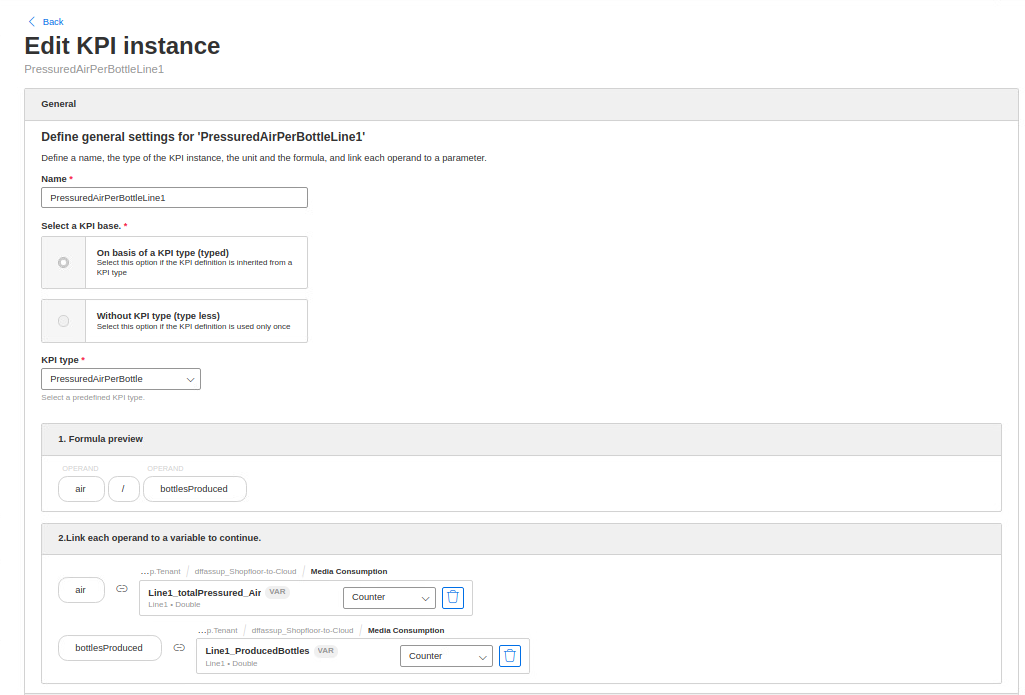 Back
Edit KPI instance
PressuredAirPerBottleLine1
General
Define general settings for 'PressuredAirPerBottleLine1'
Define a name, the type of the KPI instance, the unit and the formula, and link each operand to a parameter.
Name *
PressuredAirPerBottleLine1
Select a KPI base. *
On basis of a KPI type (typed)
Select this option if the KPI definition is inherited from a
KPI type
Without KPI type (type less)
Select this option if the KPI definition is used only once
KPI type *
PressuredAirPerBottle
Select a predefined KPI type.
1. Formula preview
OPERAND OPERAND
air / bottlesProduced
2.Link each operand to a variable to continue.
...p.Tenant / dffassup_Shopfloor-to-Cloud / Media Consumption
air Line1_totalPressured_Air VAR Counter
Line1 • Double
...p.Tenant / dffassup_Shopfloor-to-Cloud / Media Consumption
bottlesProduced Line1_ProducedBottles VAR Counter
Line1 • Double